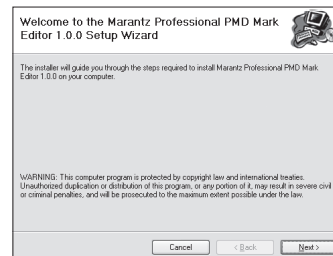 Welcome to the Marantz Professional PMD Mark
Editor 1.0.0 Setup Wizard
The installer will guide you through the steps required to install Marantz Professional PMD Mark
Editor 1.0.0 on your computer.
WARNING: This computer program is protected by copyright law and international treaties.
Unauthorized duplication or distribution of this program, or any portion of it, may result in severe civil
or criminal penalties, and will be prosecuted to the maximum extent possible under the law.
Cancel < Back Next >